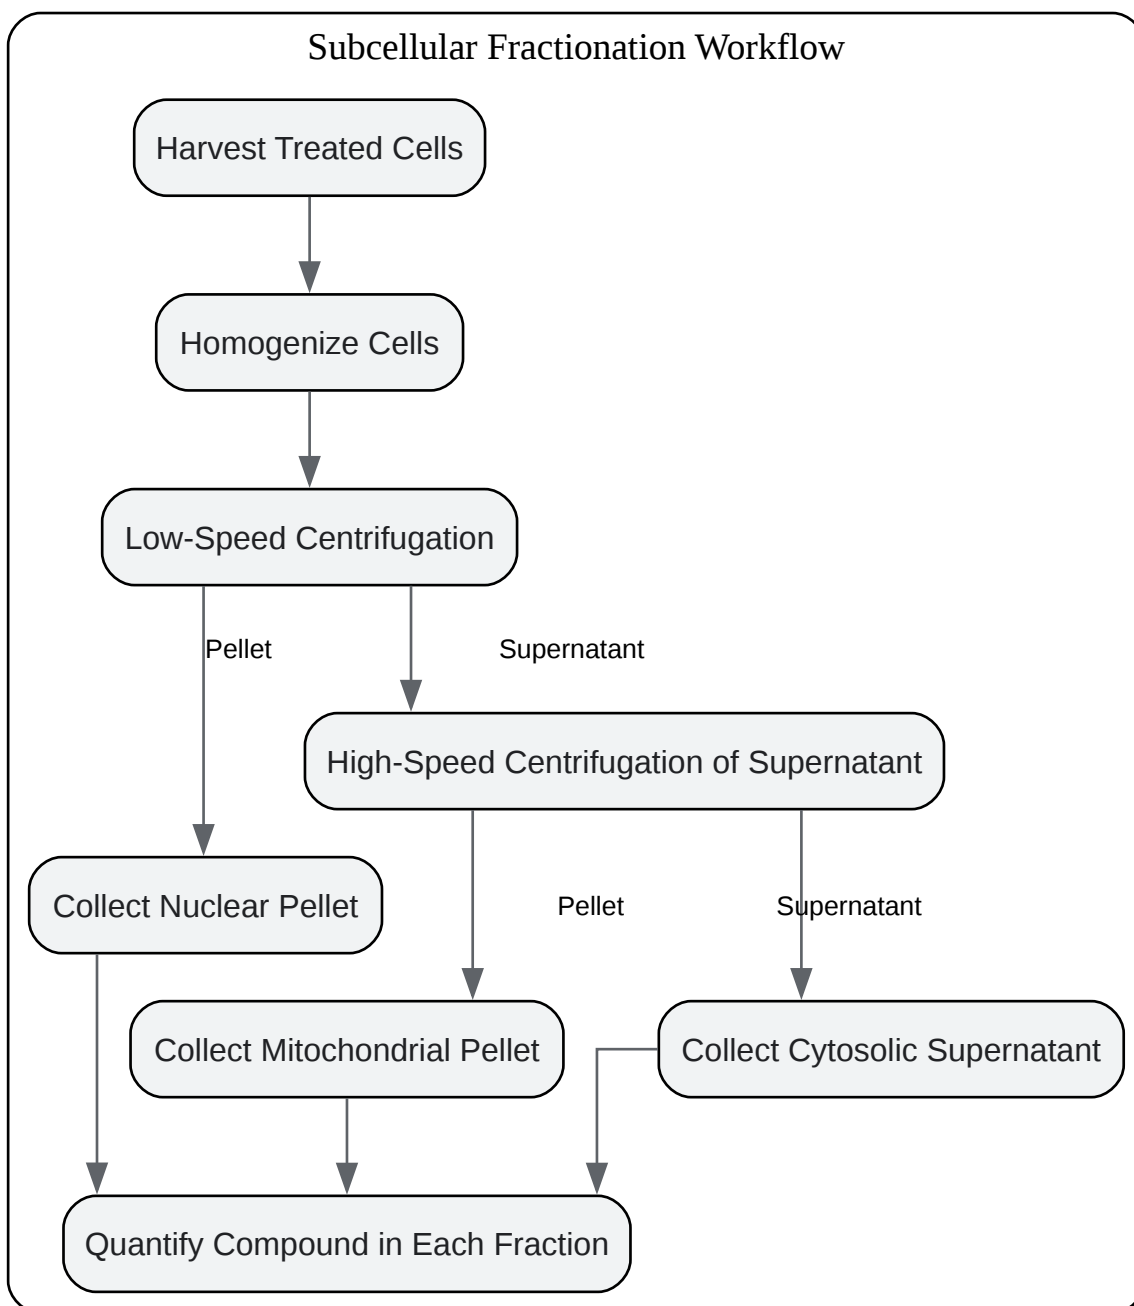 Subcellular Fractionation Workflow
Harvest Treated Cells
Homogenize Cells
Low-Speed Centrifugation
Pellet
Supernatant
High-Speed Centrifugation of Supernatant
Collect Nuclear Pellet
Pellet
Supernatant
Collect Mitochondrial Pellet
Collect Cytosolic Supernatant
Quantify Compound in Each Fraction